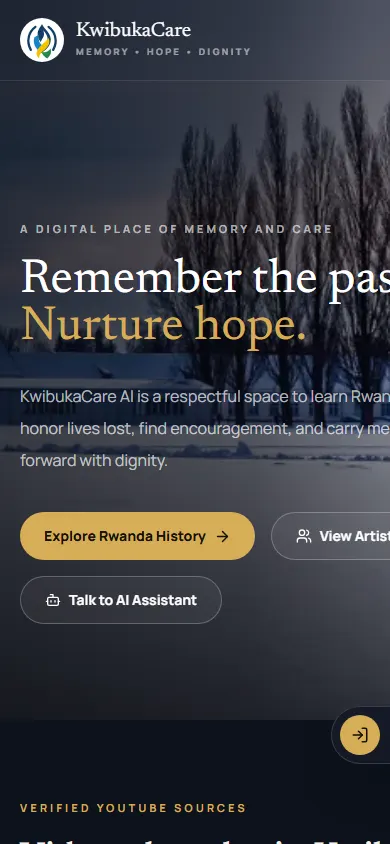 KwibukaCare
MEMORY • HOPE • DIGNITY
A DIGITAL PLACE OF MEMORY AND CARE
Remember the pas
Nurture hope.
KwibukaCare AI is a respectful space to learn Rwan
honor lives lost, find encouragement, and carry me
forward with dignity.
Explore Rwanda History
View Artist
Talk to AI Assistant
VERIFIED YOUTUBE SOURCES